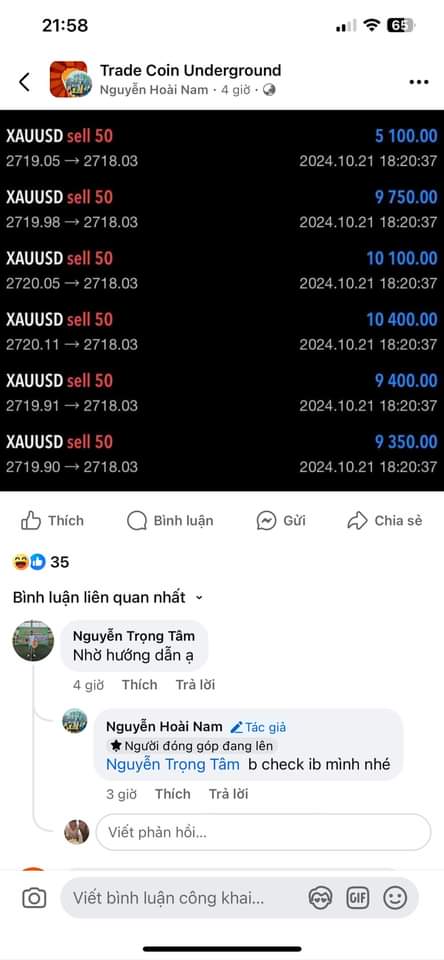 21:58
65
Trade Coin Underground
Nguyễn Hoài Nam · 4 giờ ·
XAUUSD sell 50 5 100.00
2719.05 → 2718.03 2024.10.21 18:20:37
XAUUSD sell 50 9 750.00
2719.98 → 2718.03 2024.10.21 18:20:37
XAUUSD sell 50 10 100.00
2720.05 → 2718.03 2024.10.21 18:20:37
XAUUSD sell 50 10 400.00
2720.11 → 2718.03 2024.10.21 18:20:37
XAUUSD sell 50 9 400.00
2719.91 → 2718.03 2024.10.21 18:20:37
XAUUSD sell 50 9 350.00
2719.90 → 2718.03 2024.10.21 18:20:37
Thích Bình luận Gửi Chia sẻ
35
Bình luận liên quan nhất
Nguyễn Trọng Tâm
Nhờ hướng dẫn ạ
4 giờ Thích Trả lời
Nguyễn Hoài Nam Tác giả
Người đóng góp đang lên
Nguyễn Trọng Tâm b check ib mình nhé
3 giờ Thích Trả lời
Viết phản hồi...
Viết bình luận công khai... GIF